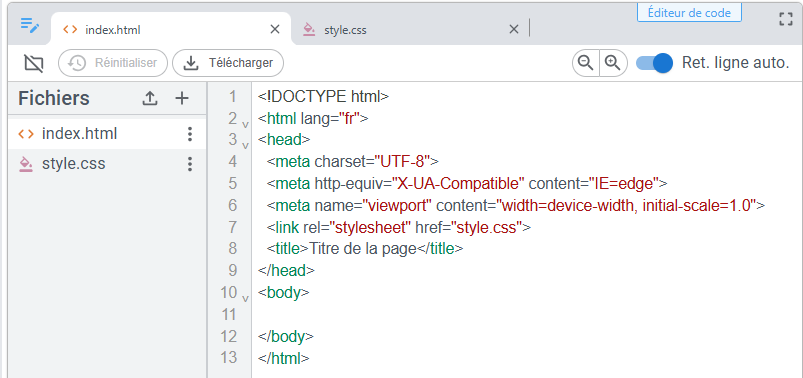 Éditeur de code
index.html
style.css
Réinitialiser
Télécharger
Ret. ligne auto.
Fichiers
index.html
style.css
1 <!DOCTYPE html>
2 <html lang="fr">
3 <head>
4 <meta charset="UTF-8">
5 <meta http-equiv="X-UA-Compatible" content="IE=edge">
6 <meta name="viewport" content="width=device-width, initial-scale=1.0">
7 <link rel="stylesheet" href="style.css">
8 <title>Titre de la page</title>
9 </head>
10 <body>
11
12 </body>
13 </html>